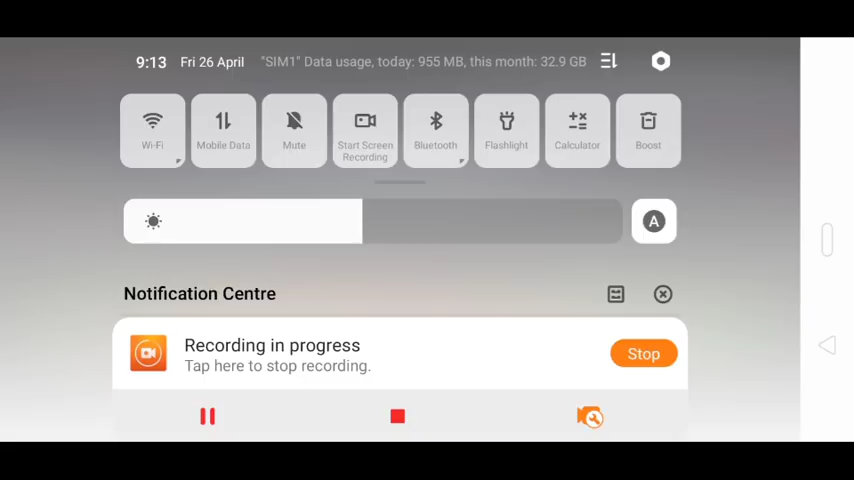 9:13 Fri 26 April "SIM1" Data usage, today: 955 MB, this month: 32.9 GB
Wi-Fi Mobile Data Mute Start Screen Recording Bluetooth Flashlight Calculator Boost
A
Notification Centre
Recording in progress
Tap here to stop recording.
Stop